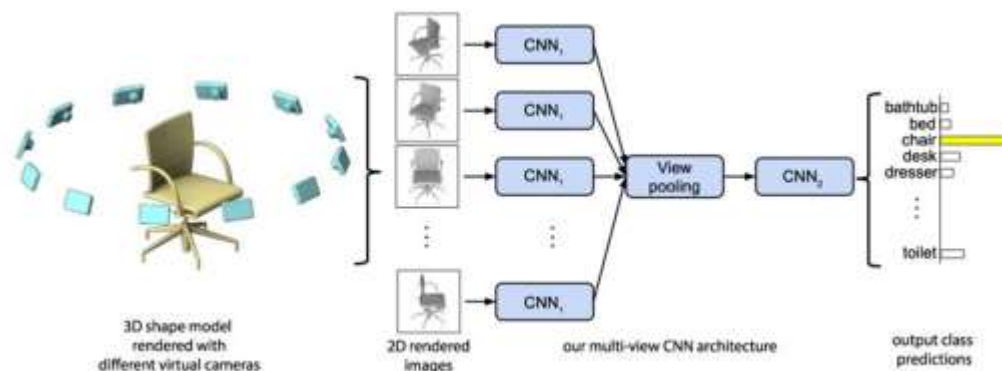 CNN₁
CNN₁
CNN₁
CNN₁
View
pooling
CNN₂
bathtub
bed
chair
desk
dresser
toilet
3D shape model
rendered with
different virtual cameras
2D rendered
images
our multi-view CNN architecture
output class
predictions